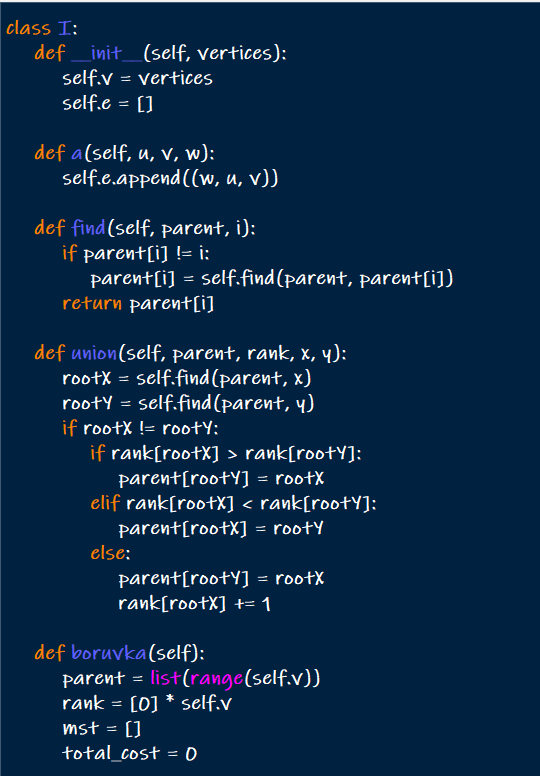 class I:
    def __init__(self, vertices):
        self.v = vertices
        self.e = []

    def a(self, u, v, w):
        self.e.append((w, u, v))

    def find(self, parent, i):
        if parent[i] != i:
            parent[i] = self.find(parent, parent[i])
        return parent[i]

    def union(self, parent, rank, x, y):
        rootX = self.find(parent, x)
        rootY = self.find(parent, y)
        if rootX != rootY:
            if rank[rootX] > rank[rootY]:
                parent[rootY] = rootX
            elif rank[rootX] < rank[rootY]:
                parent[rootX] = rootY
            else:
                parent[rootY] = rootX
                rank[rootX] += 1

    def boruvka(self):
        parent = list(range(self.v))
        rank = [0] * self.v
        mst = []
        total_cost = 0